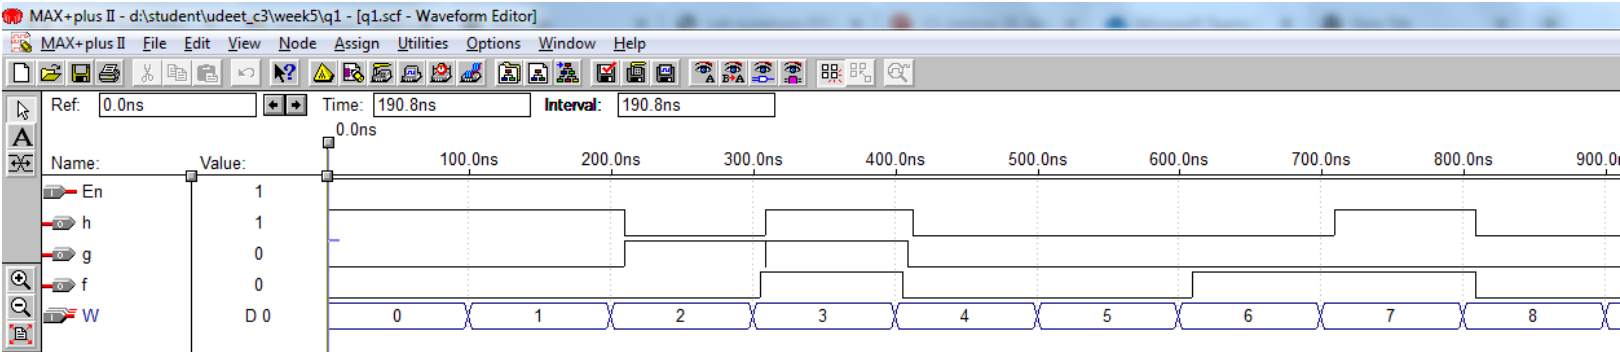 MAX+plus II - d:\student\udeet_c3\week5\q1 - [q1.scf - Waveform Editor]
MAX+plus II File Edit View Node Assign Utilities Options Window Help
Ref: 0.0ns Time: 190.8ns Interval: 190.8ns
0.0ns
100.0ns 200.0ns 300.0ns 400.0ns 500.0ns 600.0ns 700.0ns 800.0ns 900.0
Name: Value:
En 1
h 1
g 0
f 0
W D 0 0 1 2 3 4 5 6 7 8